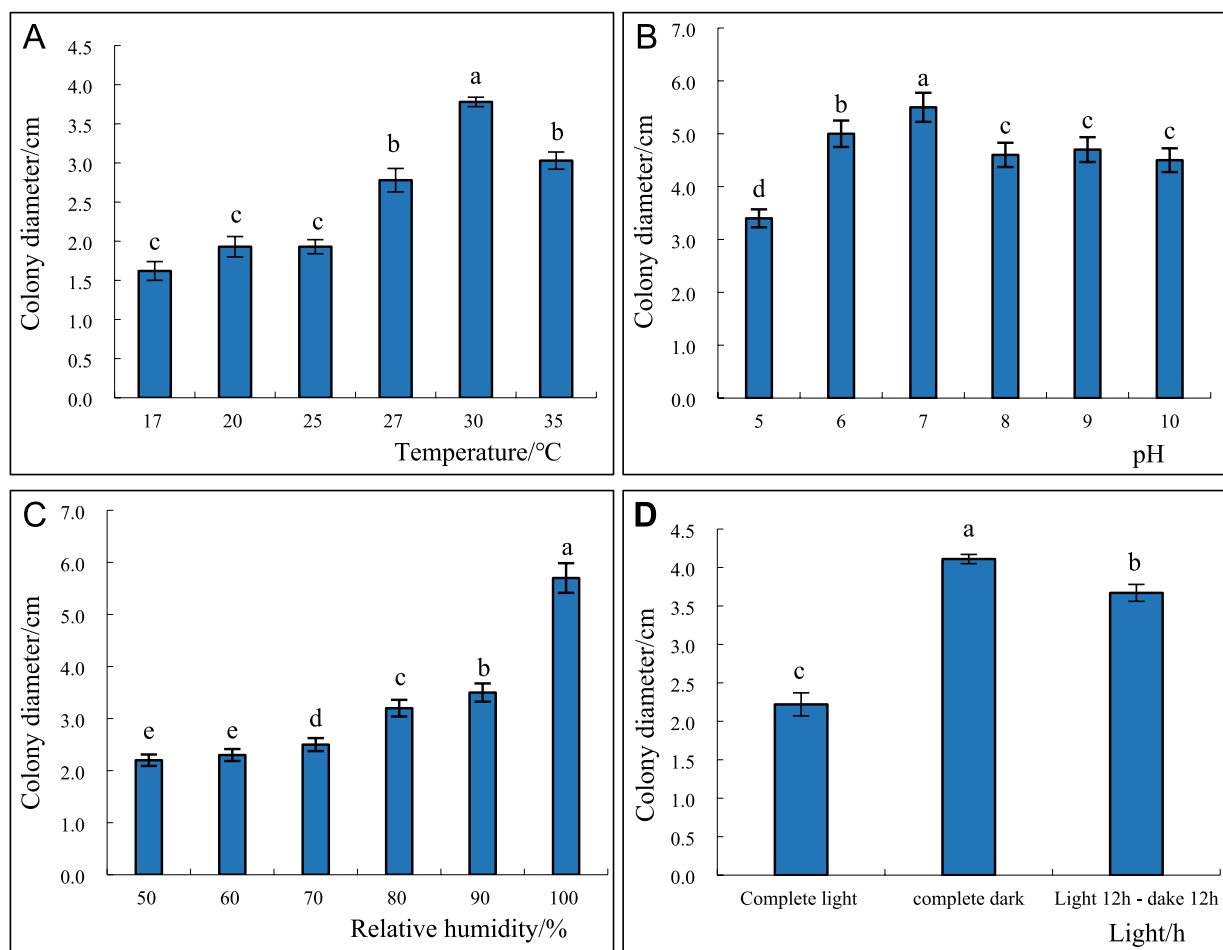 A
Colony diameter/cm
4.5
4.0
3.5
3.0
2.5
2.0
1.5
1.0
0.5
0.0
c
c
c
b
a
b
17 20 25 27 30 35
Temperature/°C
B
Colony diameter/cm
7.0
6.0
5.0
4.0
3.0
2.0
1.0
0.0
d
b
a
c
c
c
5 6 7 8 9 10
pH
C
Colony diameter/cm
7.0
6.0
5.0
4.0
3.0
2.0
1.0
0.0
e
e
d
c
b
a
50 60 70 80 90 100
Relative humidity/%
D
Colony diameter/cm
4.5
4.0
3.5
3.0
2.5
2.0
1.5
1.0
0.5
0.0
c
a
b
Complete light complete dark Light 12h - dake 12h
Light/h